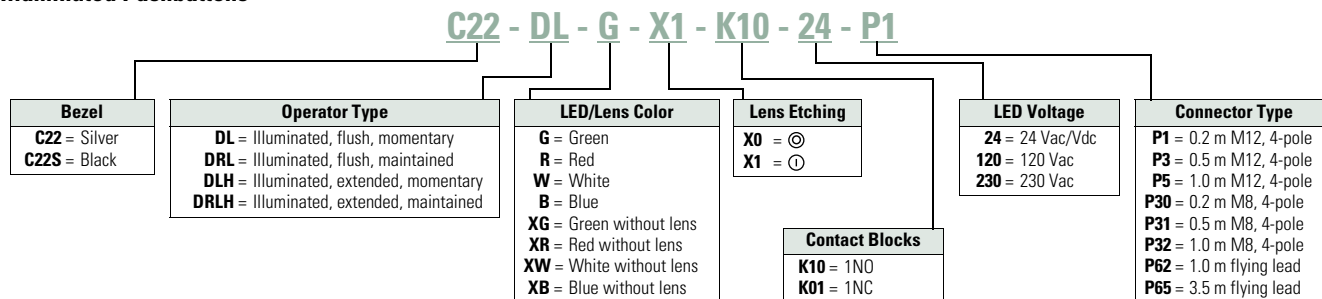 C22 - DL - G - X1 - K10 - 24 - P1
Bezel
C22 = Silver
C22S = Black
Operator Type
DL = Illuminated, flush, momentary
DRL = Illuminated, flush, maintained
DLH = Illuminated, extended, momentary
DRLH = Illuminated, extended, maintained
LED/Lens Color
G = Green
R = Red
W = White
B = Blue
XG = Green without lens
XR = Red without lens
XW = White without lens
XB = Blue without lens
Lens Etching
X0 =
X1 =
Contact Blocks
K10 = 1NO
K01 = 1NC
LED Voltage
24 = 24 Vac/Vdc
120 = 120 Vac
230 = 230 Vac
Connector Type
P1 = 0.2 m M12, 4-pole
P3 = 0.5 m M12, 4-pole
P5 = 1.0 m M12, 4-pole
P30 = 0.2 m M8, 4-pole
P31 = 0.5 m M8, 4-pole
P32 = 1.0 m M8, 4-pole
P62 = 1.0 m flying lead
P65 = 3.5 m flying lead